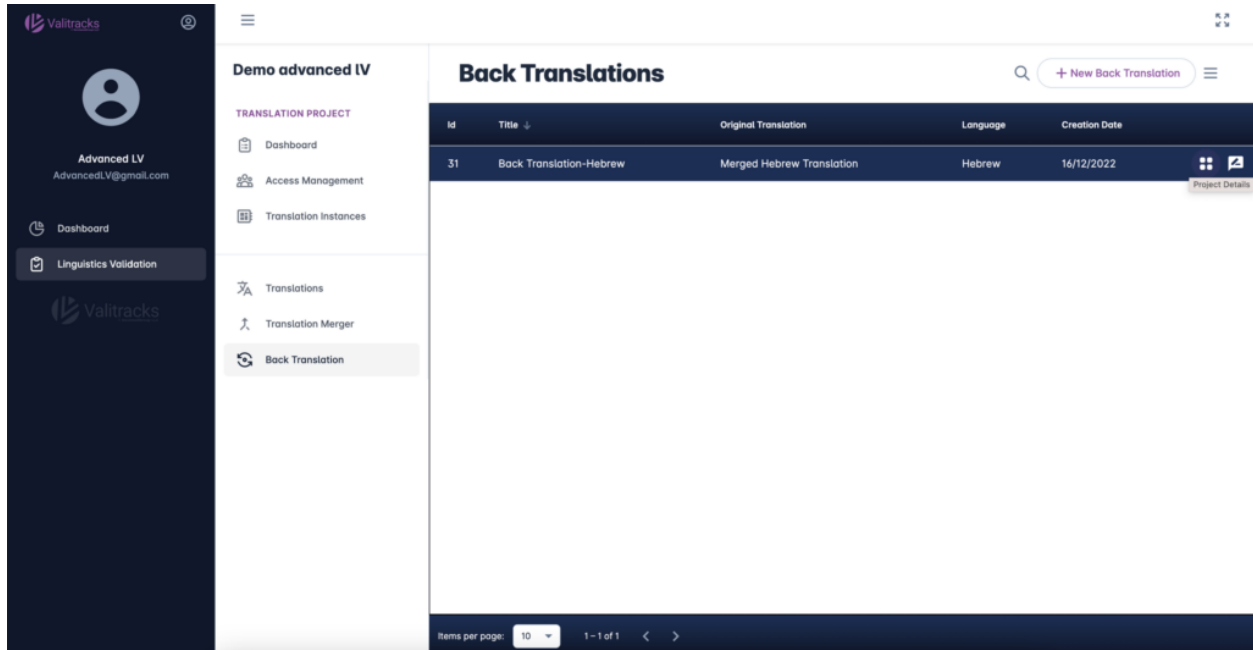 Valitracks
Advanced LV
AdvancedLV@gmail.com
Dashboard
Linguistics Validation
Valitracks
Demo advanced lV
TRANSLATION PROJECT
Dashboard
Access Management
Translation Instances
Translations
Translation Merger
Back Translation
Back Translations
+ New Back Translation
Id Title ↓ Original Translation Language Creation Date
31 Back Translation-Hebrew Merged Hebrew Translation Hebrew 16/12/2022
Project Details
Items per page: 10 1 – 1 of 1